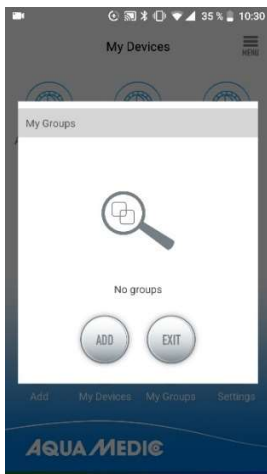 35 % 10:30
My Devices
MENU
My Groups
No groups
ADD EXIT
Add My Devices My Groups Settings
AQUA MEDIC